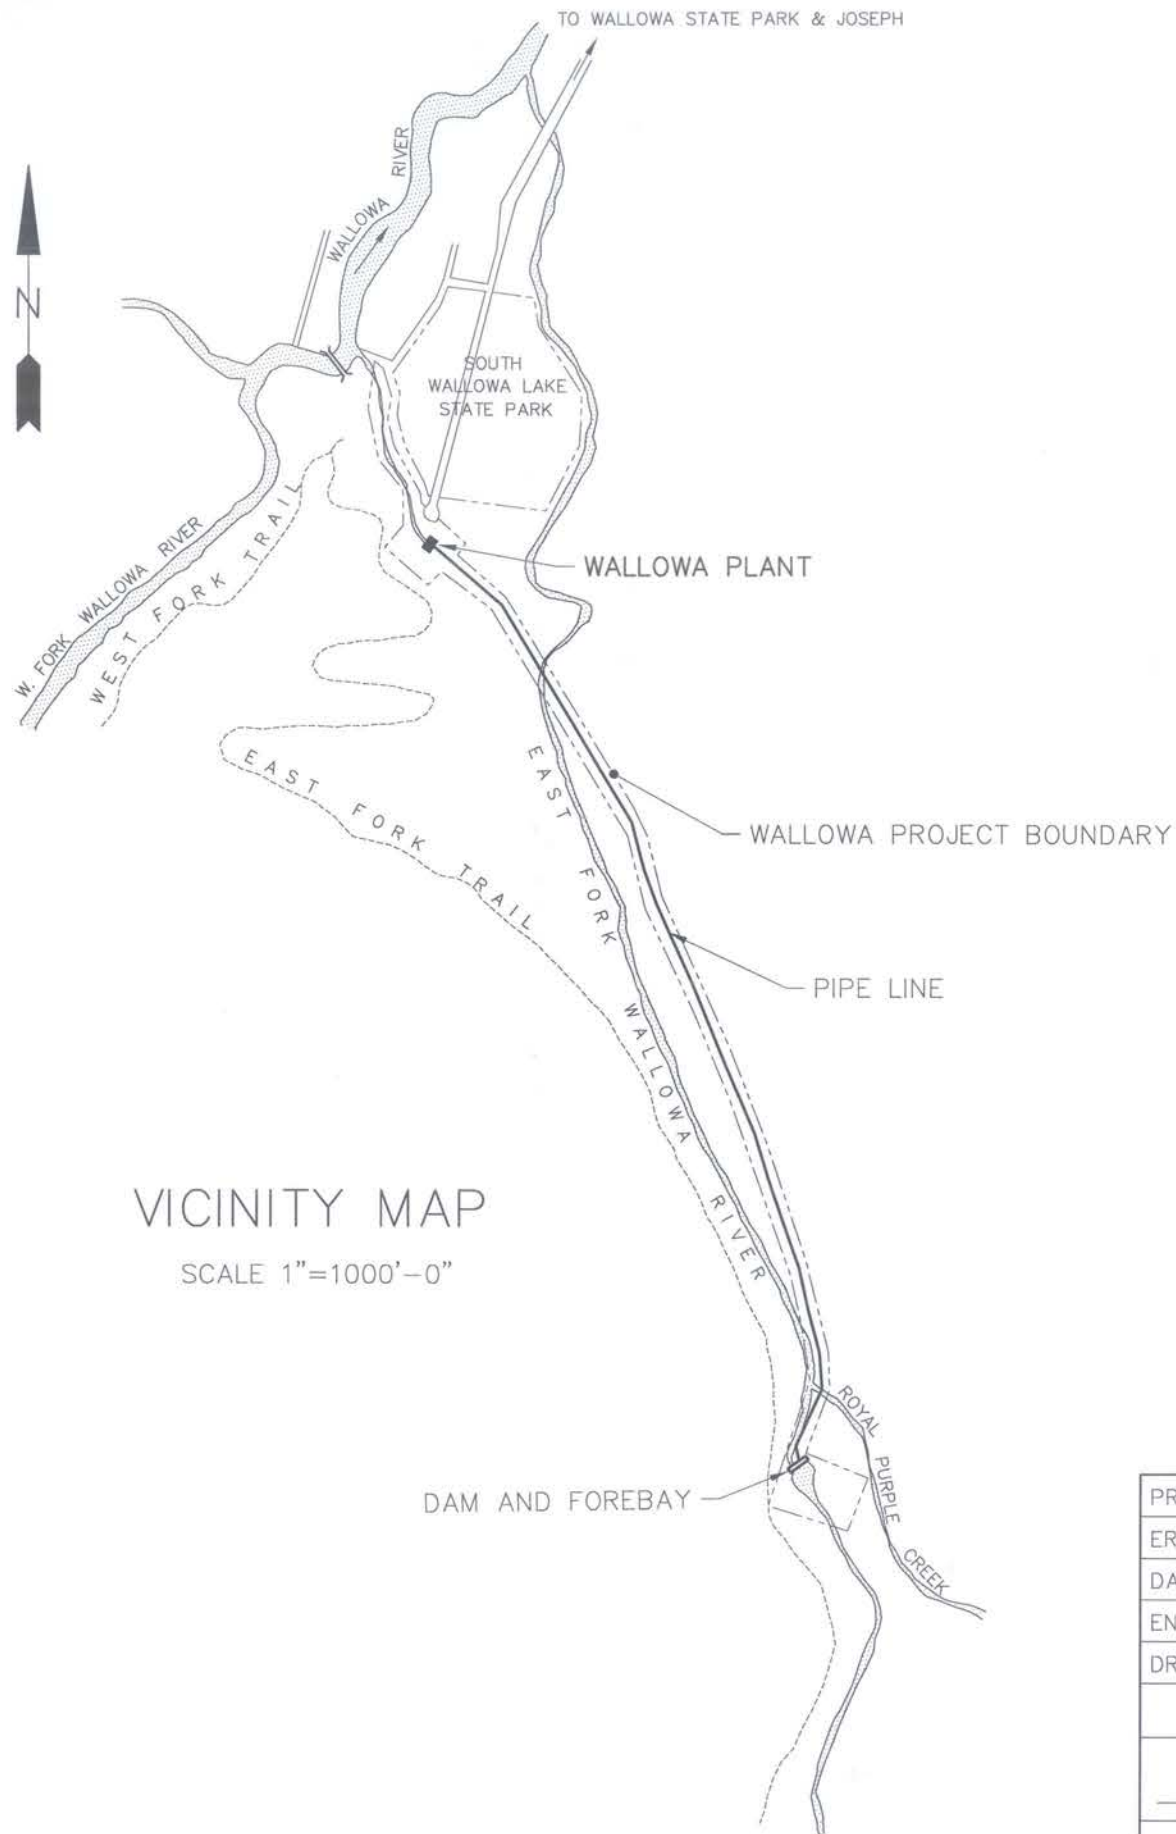 TO WALLOWA STATE PARK & JOSEPH
WALLOWA RIVER
N
SOUTH
WALLOWA LAKE
STATE PARK
W. FORK WALLOWA RIVER
WEST FORK TRAIL
WALLOWA PLANT
EAST FORK TRAIL
EAST FORK WALLOWA RIVER
WALLOWA PROJECT BOUNDARY
PIPE LINE
VICINITY MAP
SCALE 1"=1000'-0"
ROYAL PURPLE CREEK
DAM AND FOREBAY
PR
ER
DA
EN
DR